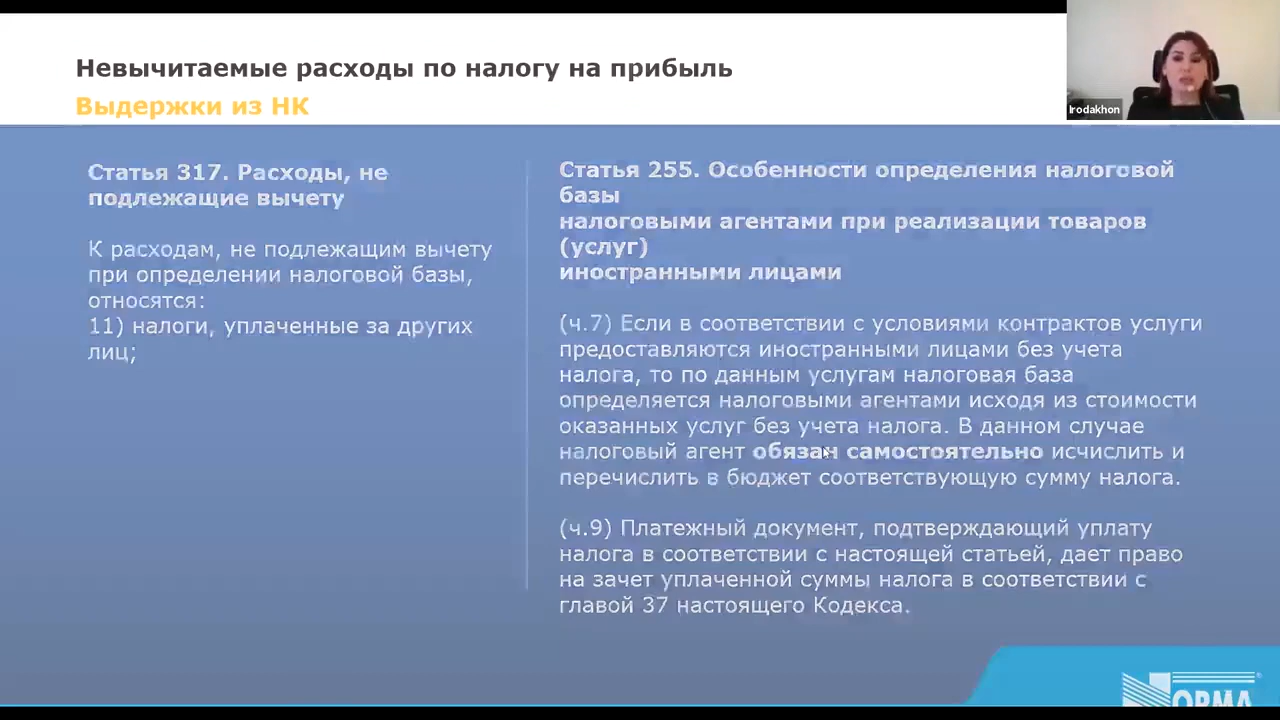 Невычитаемые расходы по налогу на прибыль
Выдержки из НК
Irodakhon
Статья 317. Расходы, не
подлежащие вычету
К расходам, не подлежащим вычету
при определении налоговой базы,
относятся:
11) налоги, уплаченные за других
лиц;
Статья 255. Особенности определения налоговой
базы
налоговыми агентами при реализации товаров
(услуг)
иностранными лицами
(ч.7) Если в соответствии с условиями контрактов услуги
предоставляются иностранными лицами без учета
налога, то по данным услугам налоговая база
определяется налоговыми агентами исходя из стоимости
оказанных услуг без учета налога. В данном случае
налоговый агент обязан самостоятельно исчислить и
перечислить в бюджет соответствующую сумму налога.
(ч.9) Платежный документ, подтверждающий уплату
налога в соответствии с настоящей статьей, дает право
на зачет уплаченной суммы налога в соответствии с
главой 37 настоящего Кодекса.